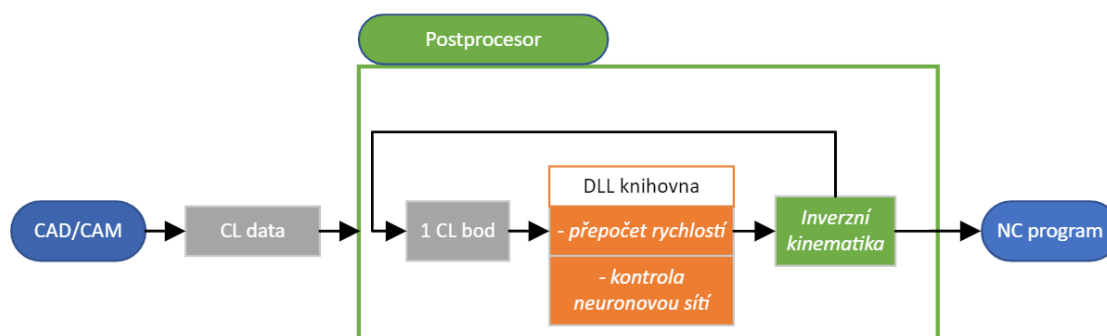 Postprocesor
CAD/CAM
CL data
1 CL bod
DLL knihovna
- přepočet rychlostí
- kontrola
neuronovou sítí
Inverzní
kinematika
NC program